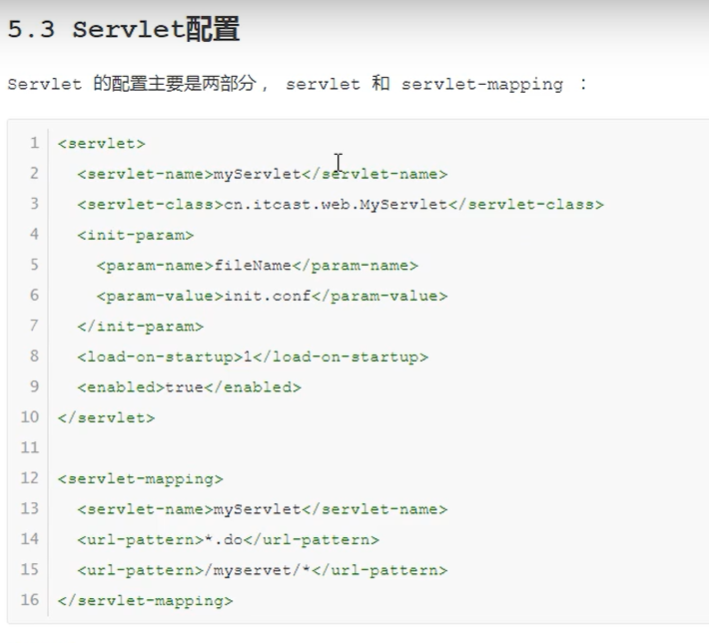 5.3 Servlet配置
Servlet 的配置主要是两部分， servlet 和 servlet-mapping ：
1 <servlet>
2   <servlet-name>myServlet</servlet-name>
3   <servlet-class>cn.itcast.web.MyServlet</servlet-class>
4   <init-param>
5     <param-name>fileName</param-name>
6     <param-value>init.conf</param-value>
7   </init-param>
8   <load-on-startup>1</load-on-startup>
9   <enabled>true</enabled>
10 </servlet>
11
12 <servlet-mapping>
13   <servlet-name>myServlet</servlet-name>
14   <url-pattern>*.do</url-pattern>
15   <url-pattern>/myservet/*</url-pattern>
16 </servlet-mapping>